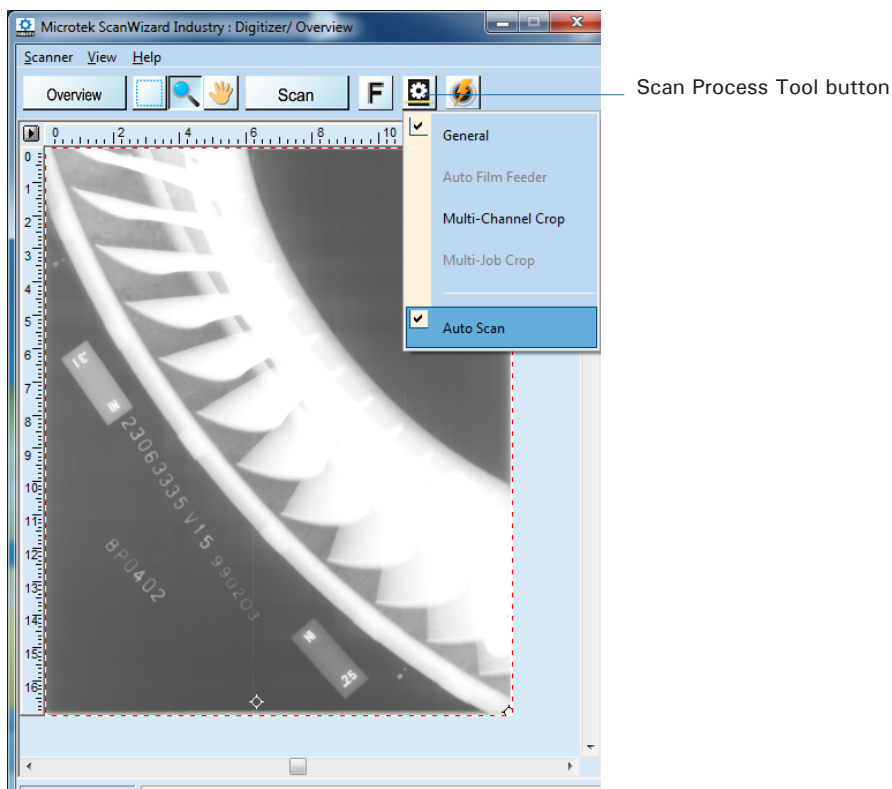 Microtek ScanWizard Industry : Digitizer/ Overview
Scanner View Help
Overview Scan F
Scan Process Tool button
General
Auto Film Feeder
Multi-Channel Crop
Multi-Job Crop
Auto Scan
0 2 4 6 8 10
0
1
2
3
4
5
6
7
8
9
10
11
12
13
14
15
16
31 N
23063335 V15 990203
8P0402
N 25